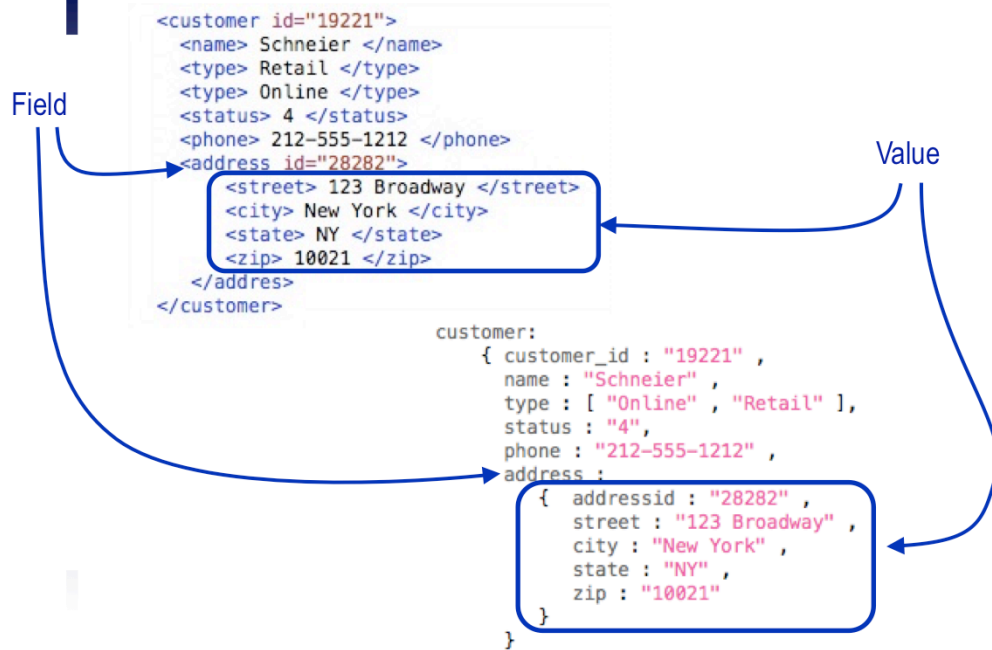 <customer id="19221">
<name> Schneier </name>
<type> Retail </type>
<type> Online </type>
<status> 4 </status>
<phone> 212-555-1212 </phone>
<address id="28282">
<street> 123 Broadway </street>
<city> New York </city>
<state> NY </state>
<zip> 10021 </zip>
</addres>
</customer>
Field
Value
customer:
{ customer_id : "19221" ,
name : "Schneier" ,
type : [ "Online" , "Retail" ],
status : "4",
phone : "212-555-1212" ,
address :
{ addressid : "28282" ,
street : "123 Broadway" ,
city : "New York" ,
state : "NY" ,
zip : "10021"
}
}